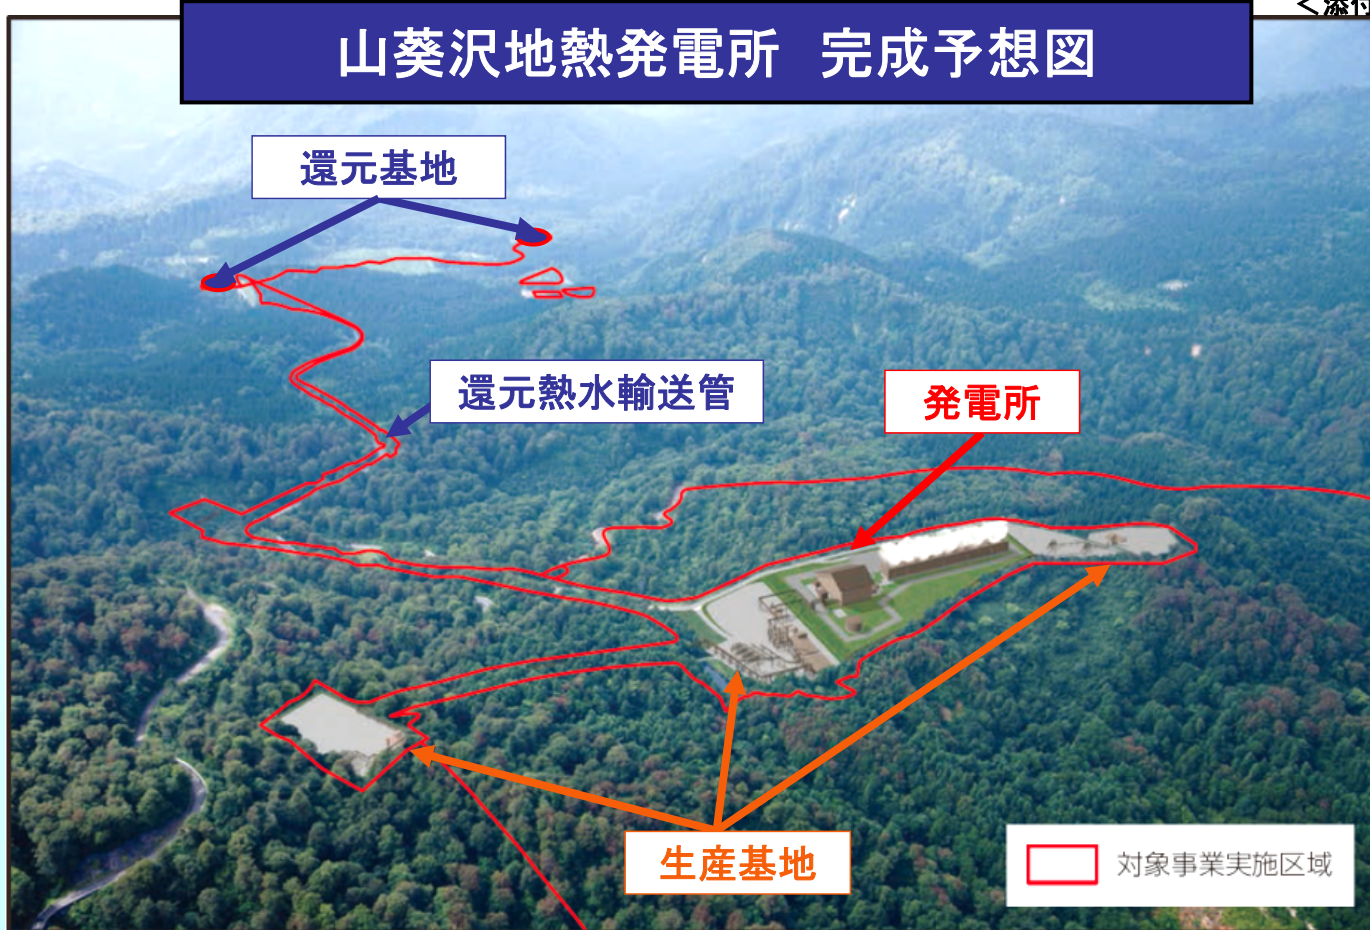 ＜添付
山葵沢地熱発電所　完成予想図
還元基地
還元熱水輸送管
発電所
生産基地
対象事業実施区域